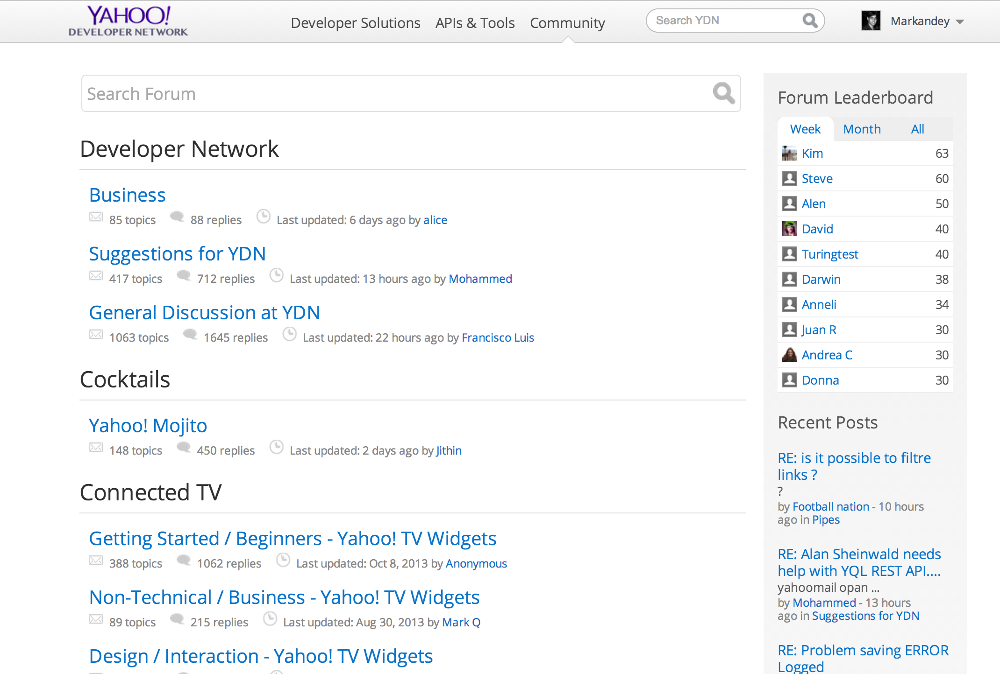 YAHOO!
DEVELOPER NETWORK
Developer Solutions APIs & Tools Community
Search YDN
Markandey
Search Forum
Developer Network
Business
85 topics 88 replies Last updated: 6 days ago by alice
Suggestions for YDN
417 topics 712 replies Last updated: 13 hours ago by Mohammed
General Discussion at YDN
1063 topics 1645 replies Last updated: 22 hours ago by Francisco Luis
Cocktails
Yahoo! Mojito
148 topics 450 replies Last updated: 2 days ago by Jithin
Connected TV
Getting Started / Beginners - Yahoo! TV Widgets
388 topics 1062 replies Last updated: Oct 8, 2013 by Anonymous
Non-Technical / Business - Yahoo! TV Widgets
89 topics 215 replies Last updated: Aug 30, 2013 by Mark Q
Design / Interaction - Yahoo! TV Widgets
Forum Leaderboard
Week Month All
Kim 63
Steve 60
Alen 50
David 40
Turingtest 40
Darwin 38
Anneli 34
Juan R 30
Andrea C 30
Donna 30
Recent Posts
RE: is it possible to filtre
links ?
?
by Football nation - 10 hours
ago in Pipes
RE: Alan Sheinwald needs
help with YQL REST API....
yahoomail opan ...
by Mohammed - 13 hours
ago in Suggestions for YDN
RE: Problem saving ERROR
Logged